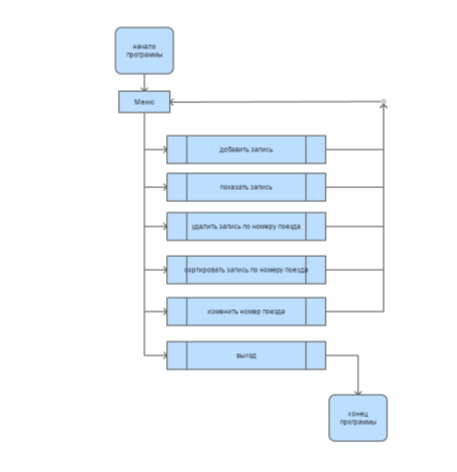 начало
программы
Меню
добавить запись
показать запись
удалить запись по номеру поезда
сортировать запись по номеру поезда
изменить номер поезда
выход
конец
программы